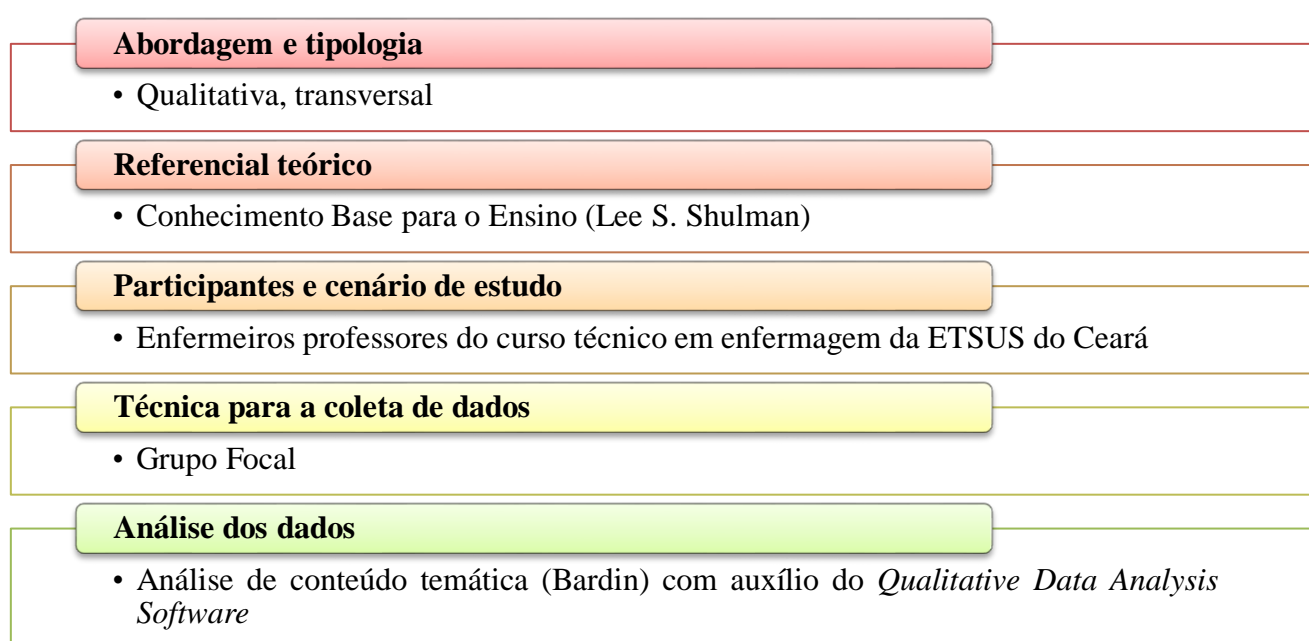 Abordagem e tipologia
• Qualitativa, transversal
Referencial teórico
• Conhecimento Base para o Ensino (Lee S. Shulman)
Participantes e cenário de estudo
• Enfermeiros professores do curso técnico em enfermagem da ETSUS do Ceará
Técnica para a coleta de dados
• Grupo Focal
Análise dos dados
• Análise de conteúdo temática (Bardin) com auxílio do Qualitative Data Analysis
Software